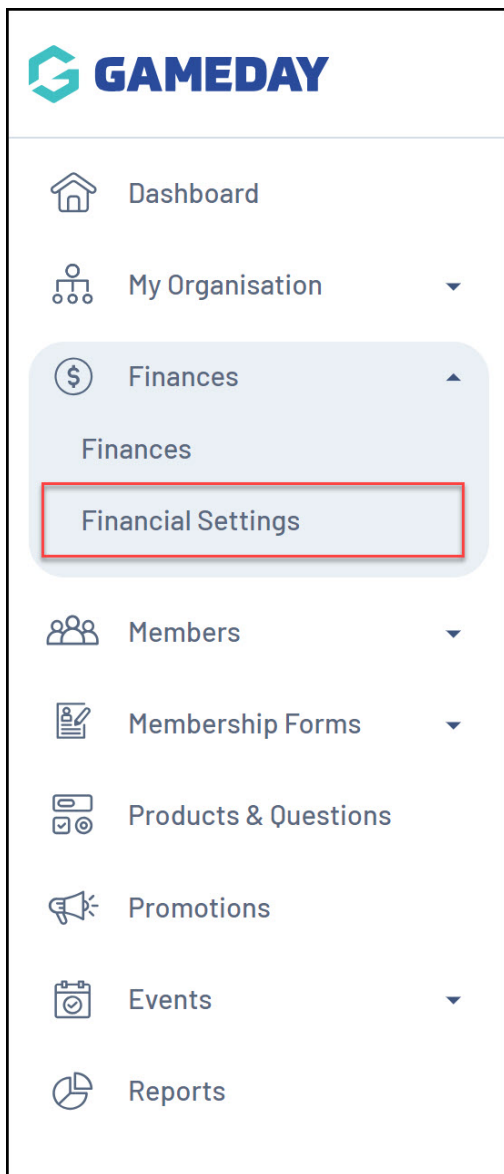 GAMEDAY
Dashboard
My Organisation
Finances
Finances
Financial Settings
Members
Membership Forms
Products & Questions
Promotions
Events
Reports